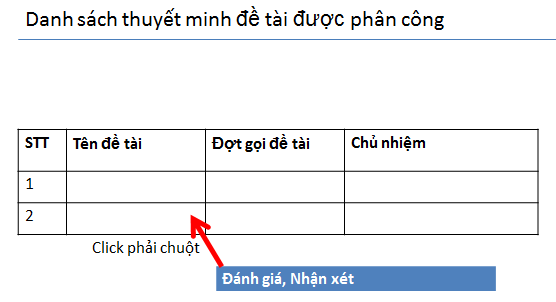 Danh sách thuyết minh đề tài được phân công
STT Tên đề tài Đợt gọi đề tài Chủ nhiệm
1
2
Click phải chuột
Đánh giá, Nhận xét